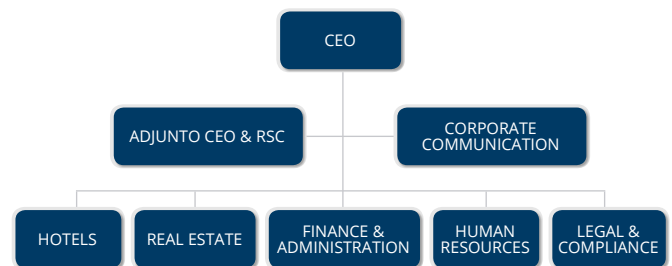 CEO
ADJUNTO CEO & RSC
CORPORATE
COMMUNICATION
HOTELS
REAL ESTATE
FINANCE &
ADMINISTRATION
HUMAN
RESOURCES
LEGAL &
COMPLIANCE